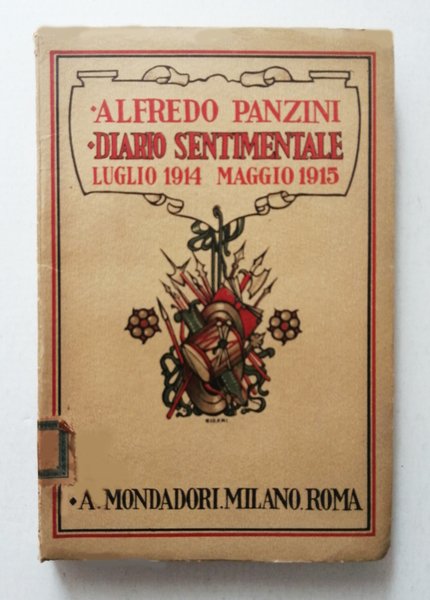 ·ALFREDO PANZINI
·DIARIO SENTIMENTALE
LUGLIO 1914 MAGGIO 1915
·A. MONDADORI. MILANO. ROMA